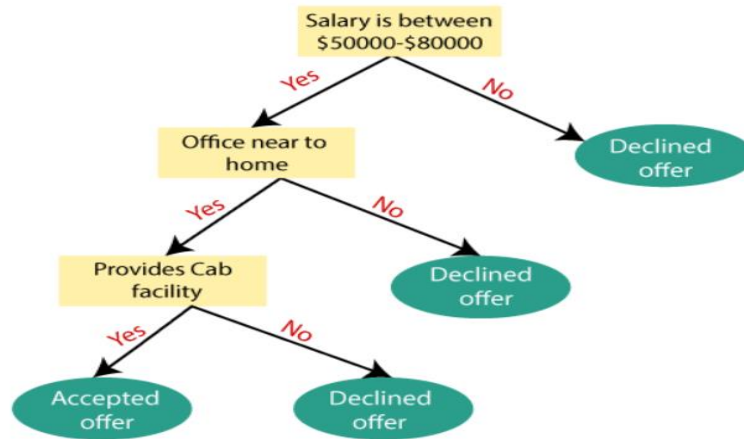 Salary is between
$50000-$80000
Yes
No
Office near to
home
Declined
offer
Yes
No
Provides Cab
facility
Declined
offer
Yes
No
Accepted
offer
Declined
offer